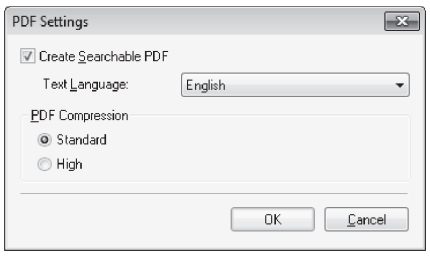 PDF Settings
Create Searchable PDF
Text Language: English
PDF Compression
Standard
High
OK Cancel